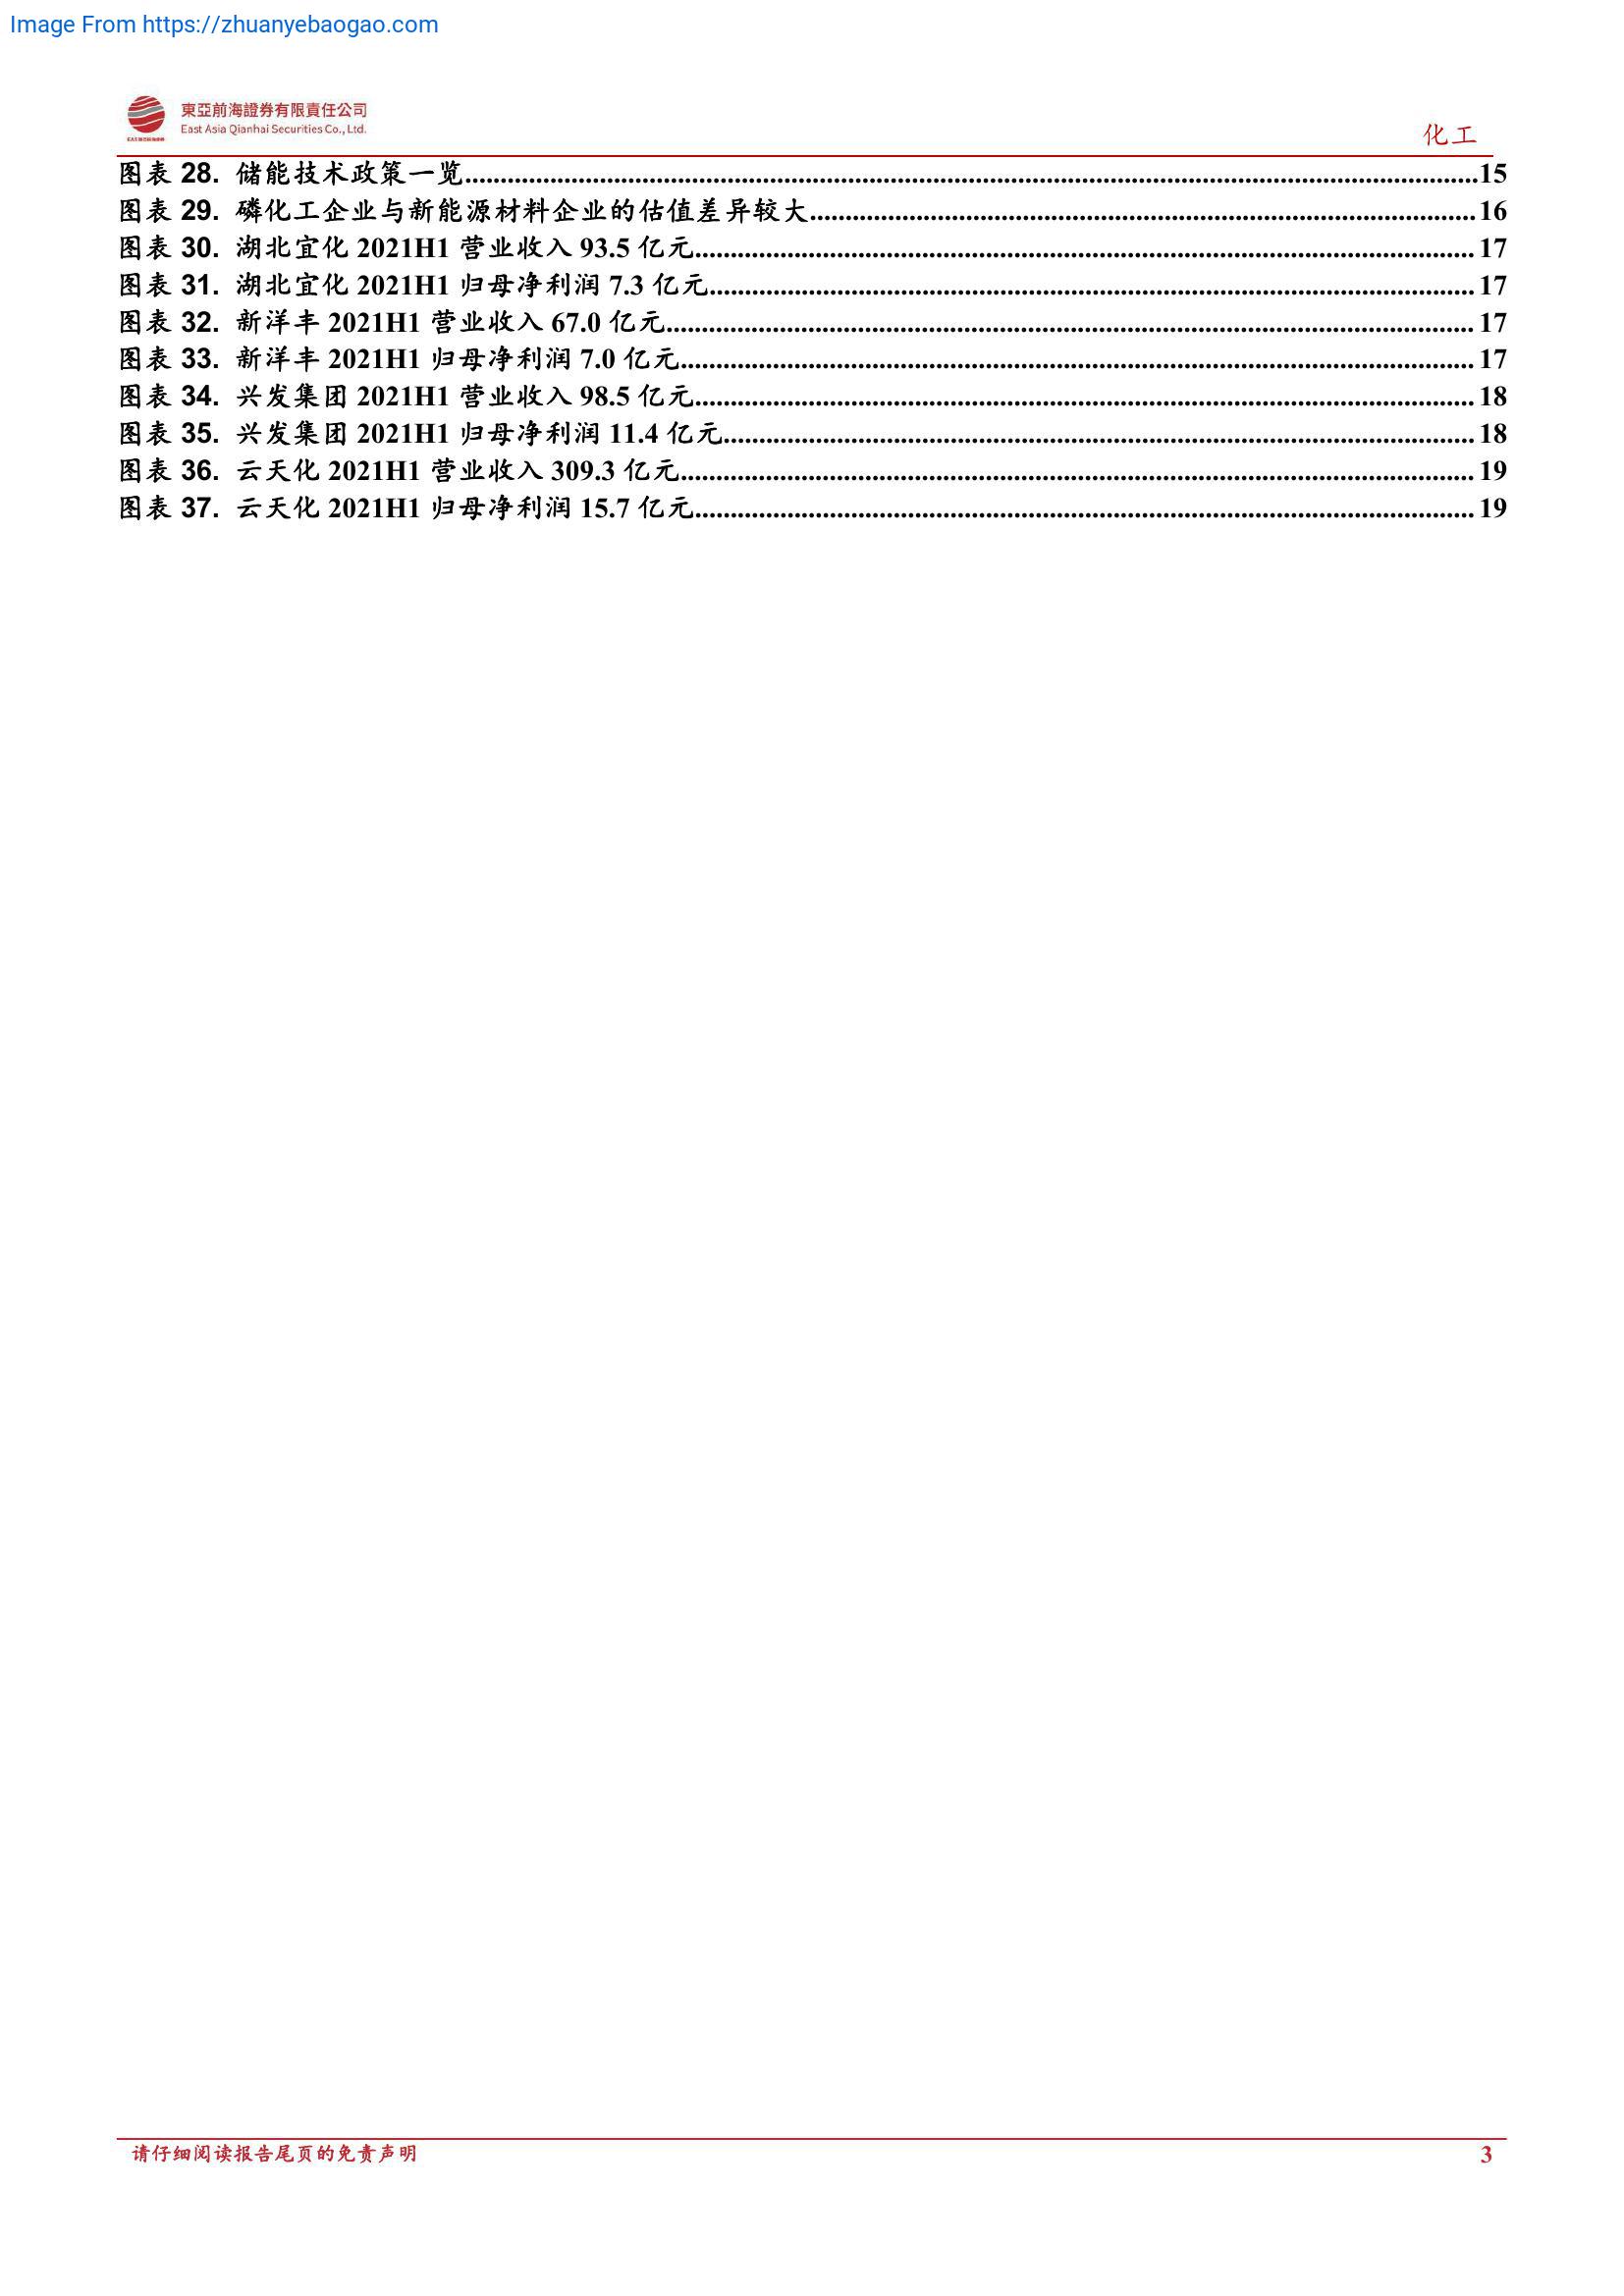 Image From https://zhuanyebaogao.com
東亞前海證券有限責任公司
East Asia Qianhai Securities Co., Ltd.
化工
图表 28. 储能技术政策一览........15
图表 29. 磷化工企业与新能源材料企业的估值差异较大........16
图表 30. 湖北宜化 2021H1 营业收入 93.5 亿元........17
图表 31. 湖北宜化 2021H1 归母净利润 7.3 亿元........17
图表 32. 新洋丰 2021H1 营业收入 67.0 亿元........17
图表 33. 新洋丰 2021H1 归母净利润 7.0 亿元........17
图表 34. 兴发集团 2021H1 营业收入 98.5 亿元........18
图表 35. 兴发集团 2021H1 归母净利润 11.4 亿元........18
图表 36. 云天化 2021H1 营业收入 309.3 亿元........19
图表 37. 云天化 2021H1 归母净利润 15.7 亿元........19
请仔细阅读报告尾页的免责声明
3